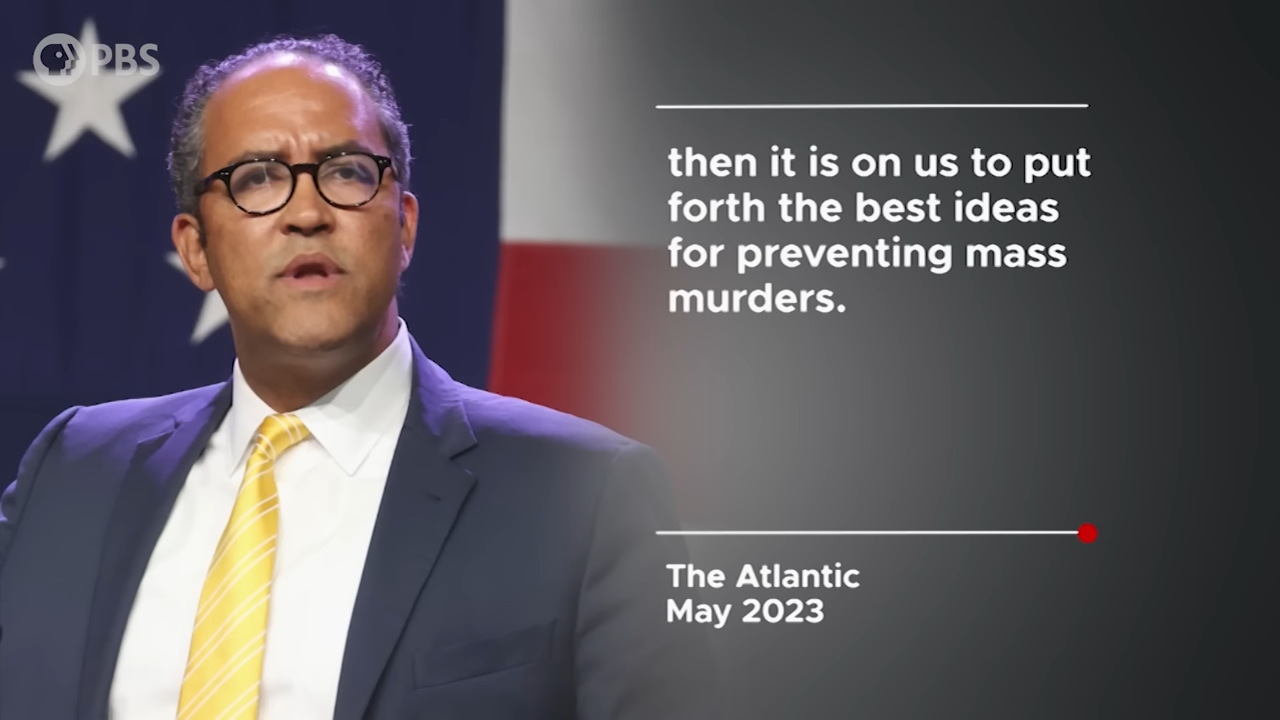 PBS
then it is on us to put
forth the best ideas
for preventing mass
murders.
The Atlantic
May 2023